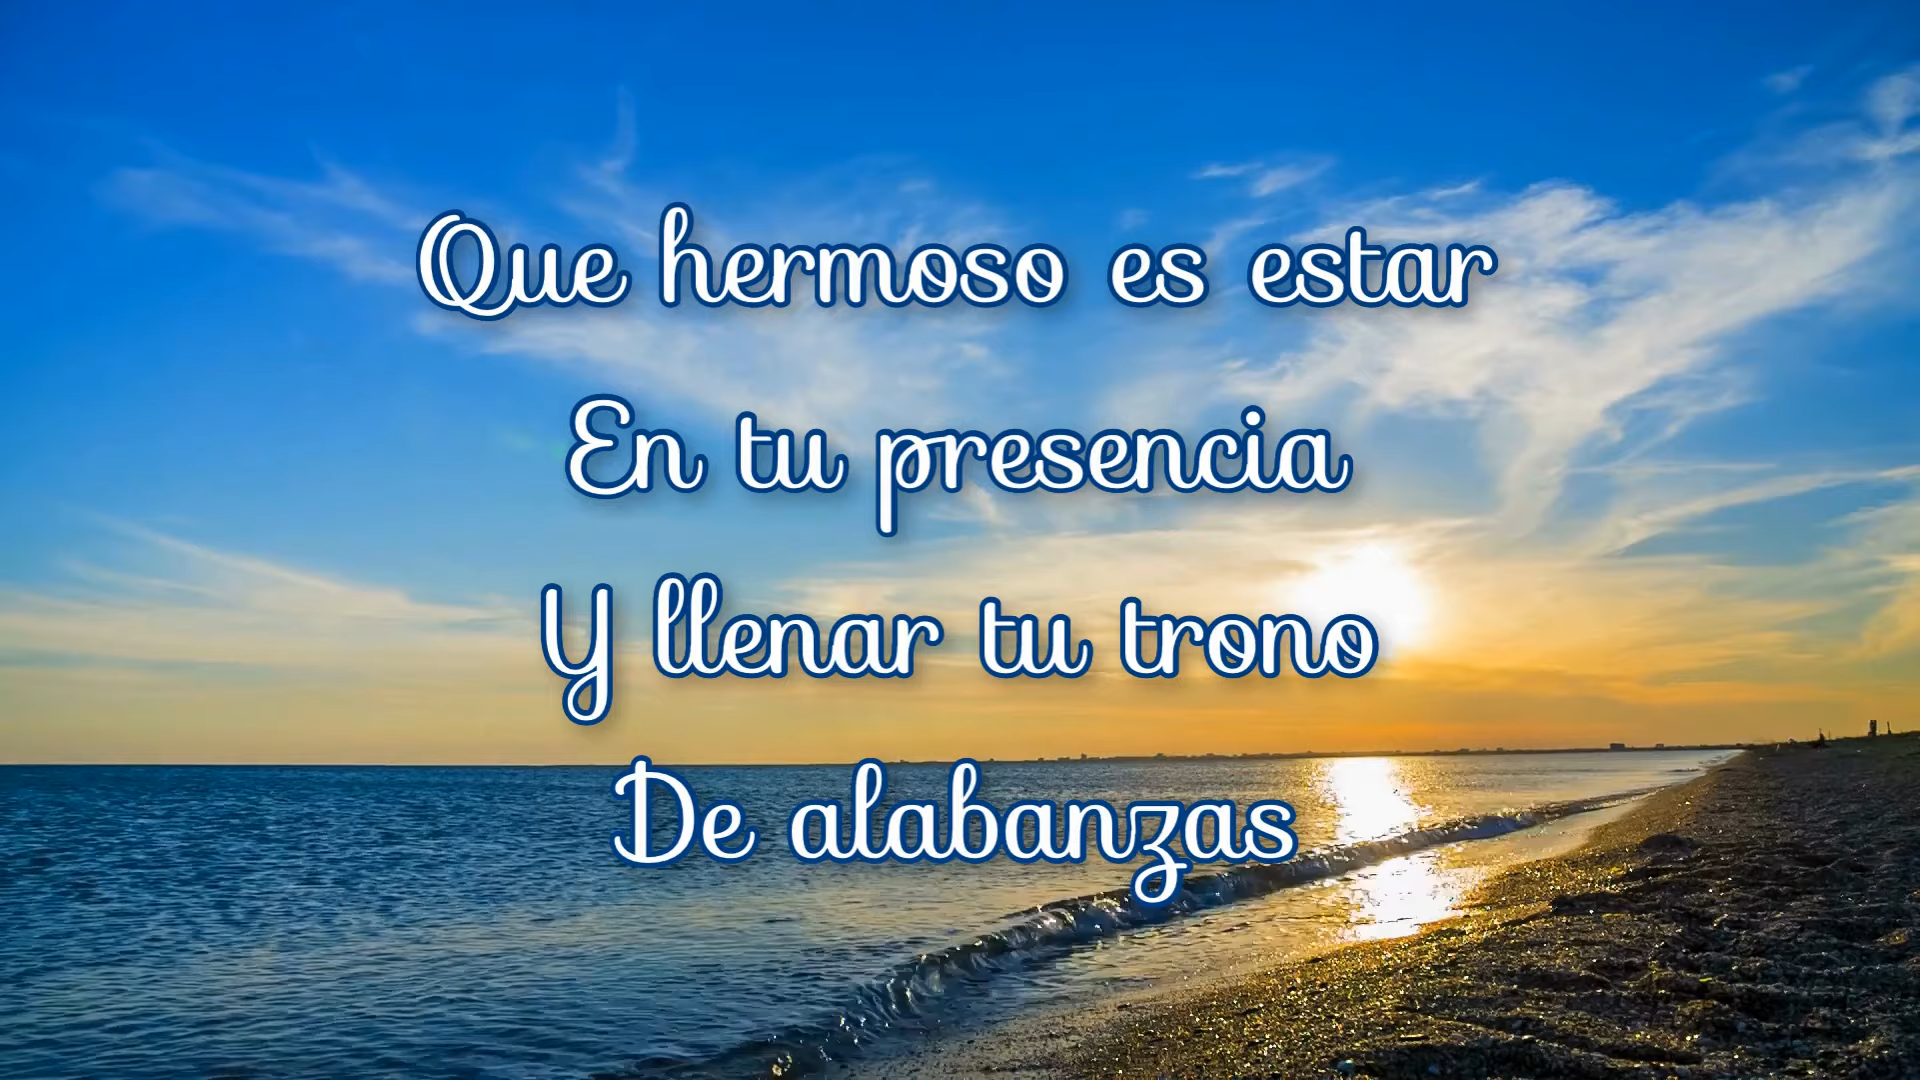 Que hermoso es estar
En tu presencia
Y llenar tu trono
De alabanzas